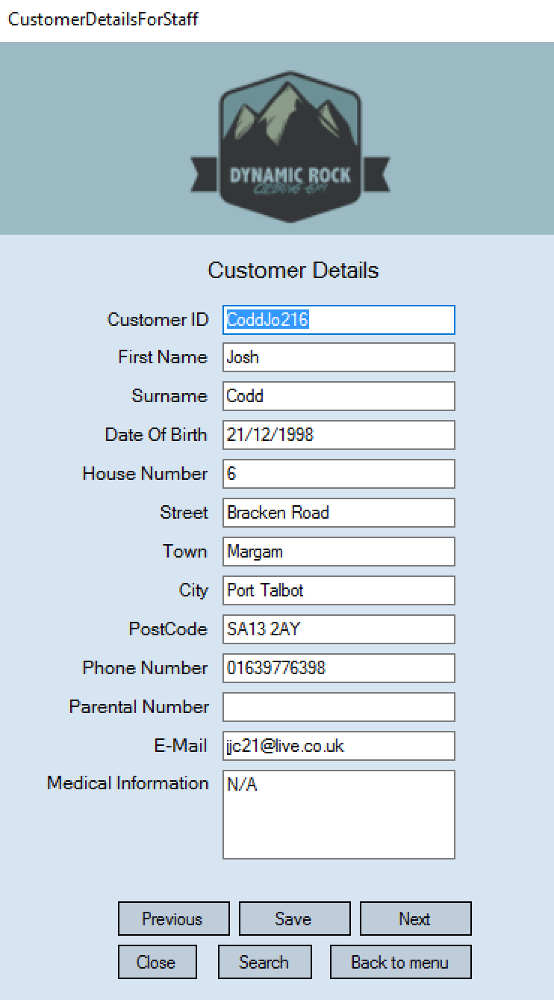 CustomerDetailsForStaff
DYNAMIC ROCK
CLIMBING GYM
Customer Details
Customer ID CoddJo216
First Name Josh
Surname Codd
Date Of Birth 21/12/1998
House Number 6
Street Bracken Road
Town Margam
City Port Talbot
PostCode SA13 2AY
Phone Number 01639776398
Parental Number
E-Mail jjc21@live.co.uk
Medical Information N/A
Previous Save Next
Close Search Back to menu